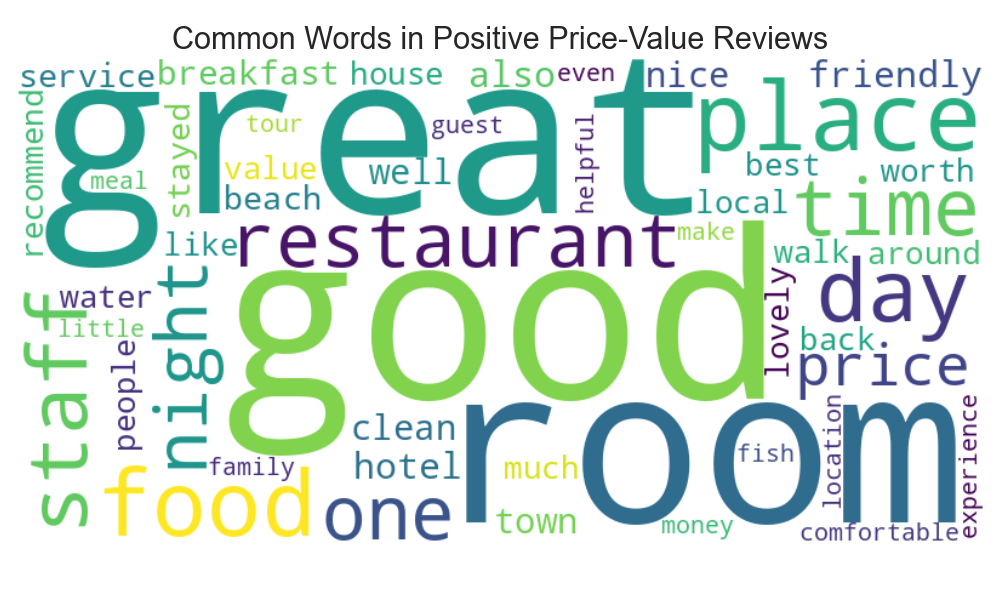 Common Words in Positive Price-Value Reviews
service breakfast house also even nice friendly
great
place
recommend
meal
stayed
tour
guest
value
well
helpful
best
worth
beach
local
time
like
restaurant
make
walk
around
water
night
good
lovely
day
little
back
staff
people
price
clean
room
location
experience
family
hotel
much
fish
food
one
town
money
comfortable